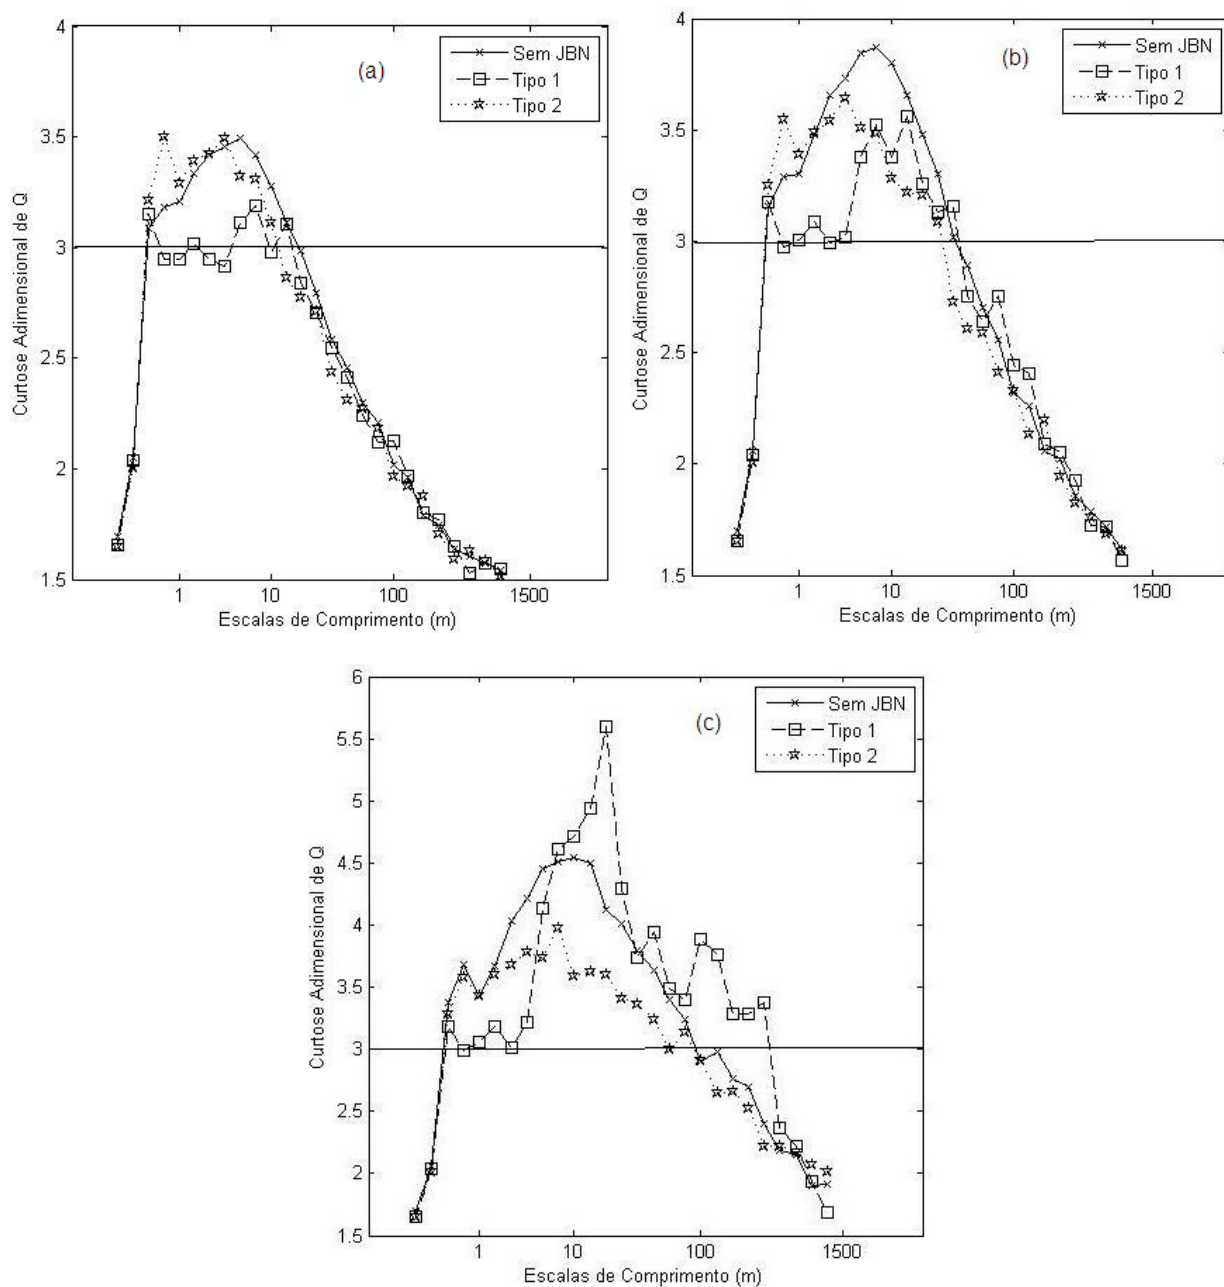 4
3.5
3
2.5
2
1.5
Curtose Adimensional de Q
(a)
Sem JBN
Tipo 1
Tipo 2
1 10 100 1500
Escalas de Comprimento (m)
4
3.5
3
2.5
2
1.5
Curtose Adimensional de Q
(b)
Sem JBN
Tipo 1
Tipo 2
1 10 100 1500
Escalas de Comprimento (m)
6
5.5
5
4.5
4
3.5
3
2.5
2
1.5
Curtose Adimensional de Q
(c)
Sem JBN
Tipo 1
Tipo 2
1 10 100 1500
Escalas de Comprimento (m)